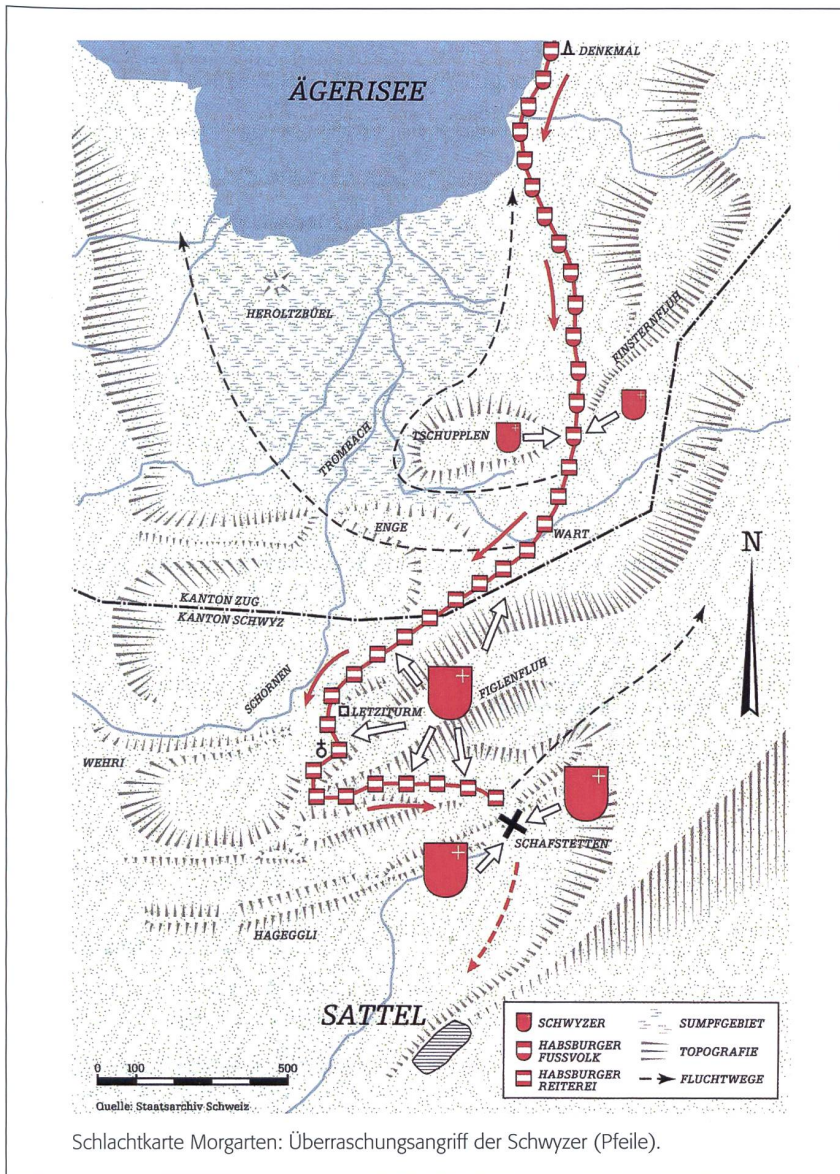 DENKMAL
ÄGERISEE
HEROLTZBÜEL
FINSTERNFLUH
TSCHUPPLEN
TROMBACH
ENGE
WART
N
KANTON ZUG
KANTON SCHWYZ
SCHORNEN
FIGLENFLUH
LETZITURM
WEHRI
SCHAFSTETTEN
HAGEGGLI
SATTEL
SCHWYZER
HABSBURGER
FUSSVOLK
HABSBURGER
REITEREI
SUMPFGEBIET
TOPOGRAFIE
FLUCHTWEGE
0 100 500
Quelle: Staatsarchiv Schweiz
Schlachtkarte Morgarten: Überraschungsangriff der Schwyzer (Pfeile).